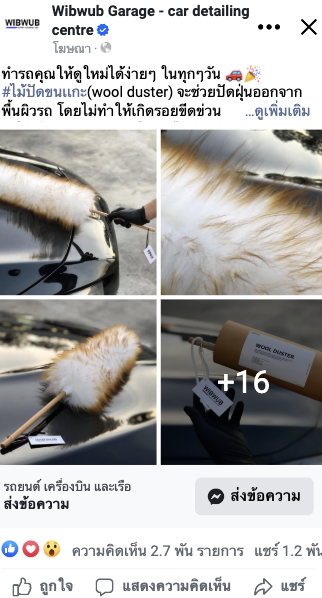 WIBWUB
Wibwub Garage - car detailing
centre
โฆษณา ·
ทำรถคุณให้ดูใหม่ได้ง่ายๆ ในทุกๆวัน 🚗🎉
#ไม้ปัดขนแกะ(wool duster) จะช่วยปัดฝุ่นออกจาก
พื้นผิวรถ โดยไม่ทำให้เกิดรอยขีดข่วน ...ดูเพิ่มเติม
WOOL DUSTER
WIBWUB
+16
รถยนต์ เครื่องบิน และเรือ
ส่งข้อความ
ส่งข้อความ
ความคิดเห็น 2.7 พัน รายการ แชร์ 1.2 พัน
ถูกใจ แสดงความคิดเห็น แชร์